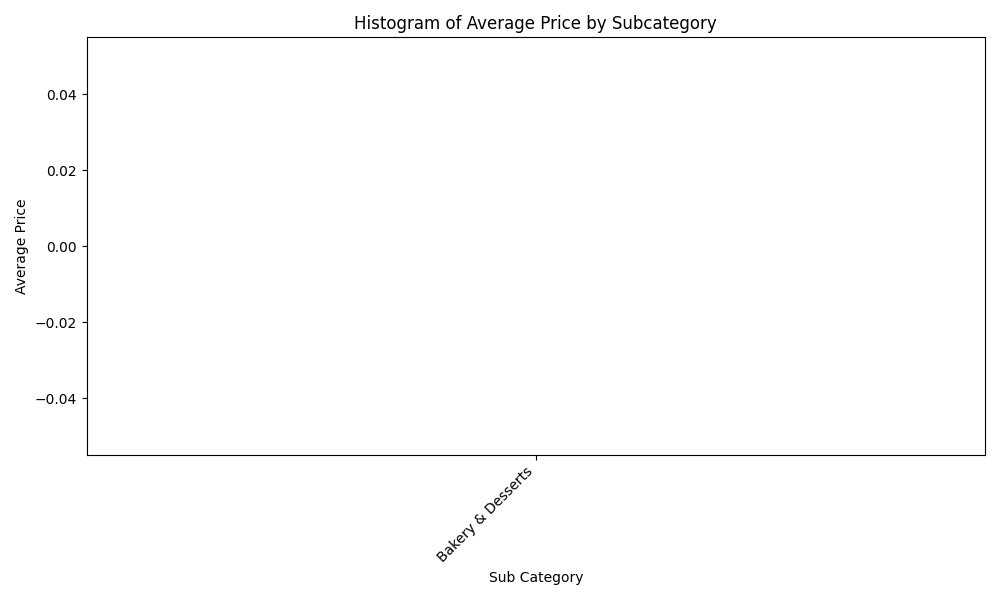 Histogram of Average Price by Subcategory
Average Price
0.04
0.02
0.00
−0.02
−0.04
Bakery & Desserts
Sub Category